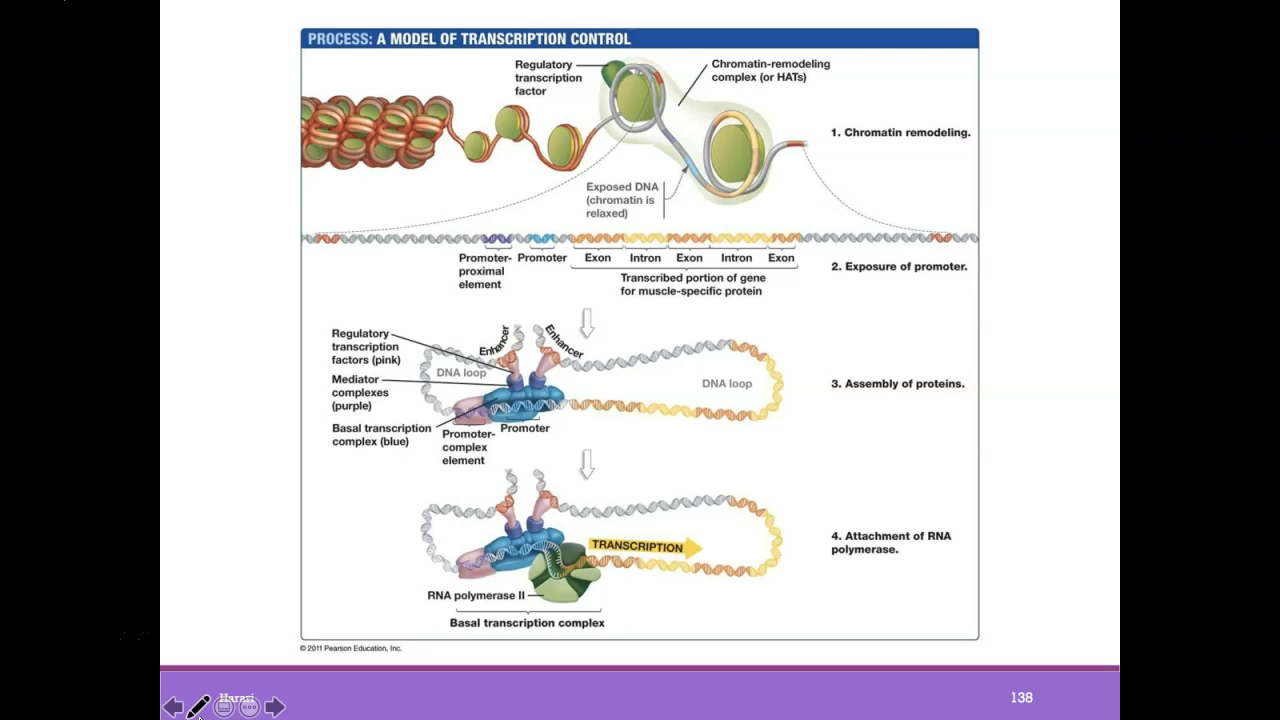 PROCESS: A MODEL OF TRANSCRIPTION CONTROL
Regulatory
transcription
factor
Chromatin-remodeling
complex (or HATs)
1. Chromatin remodeling.
Exposed DNA
(chromatin is
relaxed)
Promoter-
proximal
element
Promoter
Exon
Intron
Exon
Intron
Exon
Transcribed portion of gene
for muscle-specific protein
2. Exposure of promoter.
Regulatory
transcription
factors (pink)
Enhancer
Enhancer
DNA loop
DNA loop
Mediator
complexes
(purple)
3. Assembly of proteins.
Basal transcription
complex (blue)
Promoter-
complex
element
Promoter
TRANSCRIPTION
4. Attachment of RNA
polymerase.
RNA polymerase II
Basal transcription complex
© 2011 Pearson Education, Inc.
Harari
138